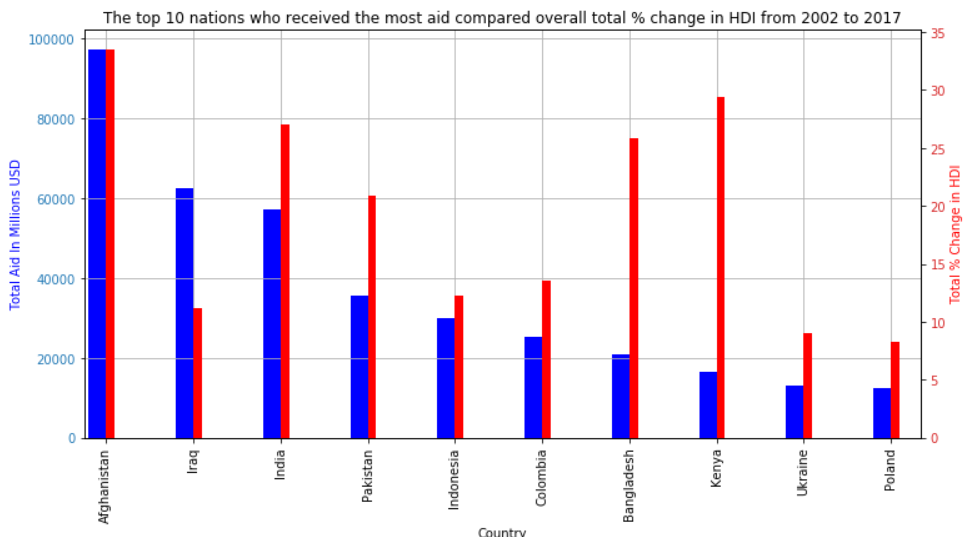 The top 10 nations who received the most aid compared overall total % change in HDI from 2002 to 2017
Total Aid In Millions USD
100000
80000
60000
40000
20000
0
35
30
25
20
15
10
5
0
Total % Change in HDI
Afghanistan
Iraq
India
Pakistan
Indonesia
Colombia
Bangladesh
Kenya
Ukraine
Poland
Country